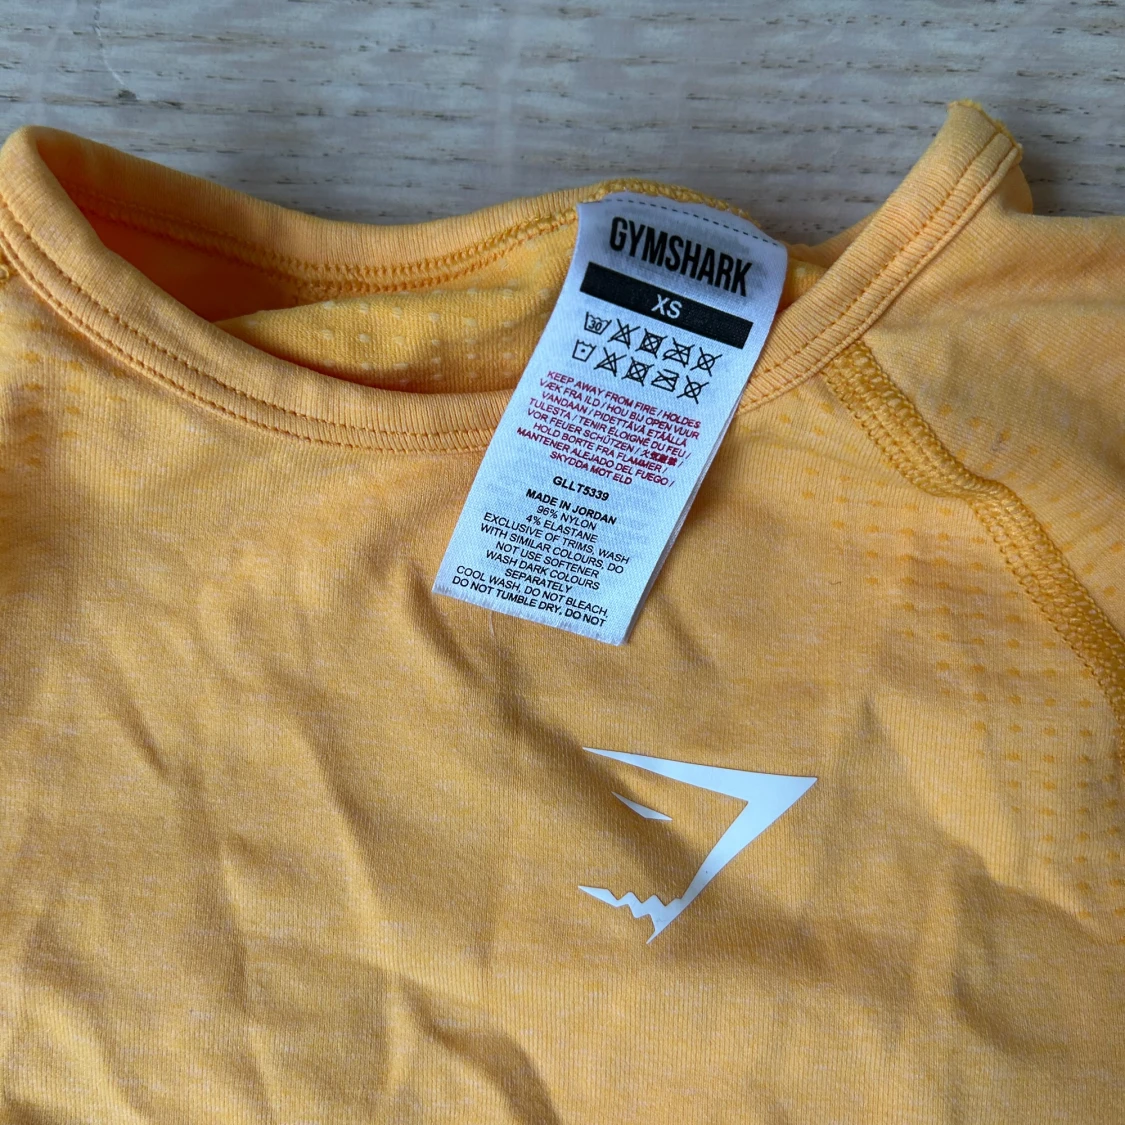 GYMSHARK
XS
30
KEEP AWAY FROM FIRE / HOLDES
VÆK FRA ILD / HOU BIJ OPEN VUUR
VANDAAN / PIDETTÄVÄ ETÄÄLLÄ
TULESTA / TENIR ÉLOIGNÉ DU FEU /
VOR FEUER SCHÜTZEN / 火気厳禁 /
HOLD BORTE FRA FLAMMER /
MANTENER ALEJADO DEL FUEGO /
SKYDDA MOT ELD
GLLT5339
MADE IN JORDAN
96% NYLON
4% ELASTANE
EXCLUSIVE OF TRIMS, WASH
WITH SIMILAR COLOURS, DO
NOT USE SOFTENER
WASH DARK COLOURS
SEPARATELY
COOL WASH, DO NOT BLEACH,
DO NOT TUMBLE DRY, DO NOT